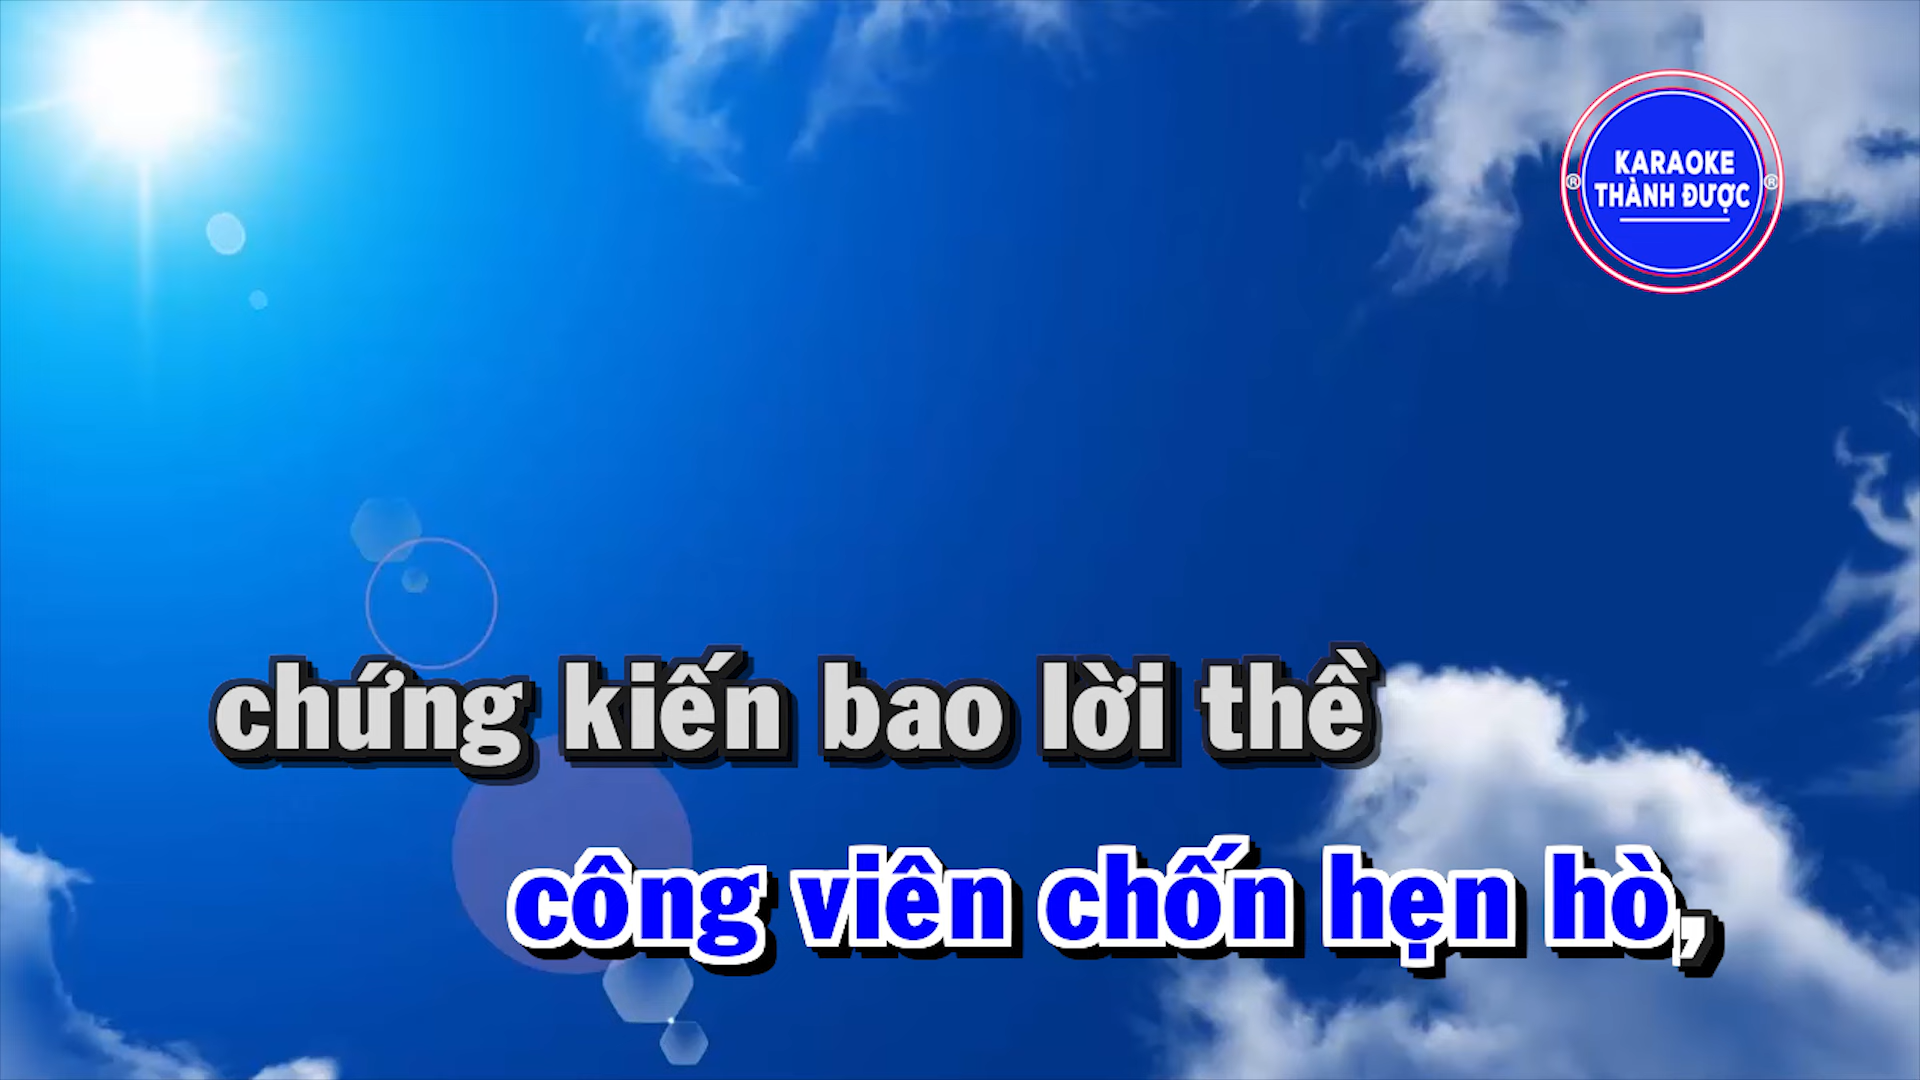 KARAOKE
THÀNH ĐƯỢC
® ®
chứng kiến bao lời thề
công viên chốn hẹn hò,